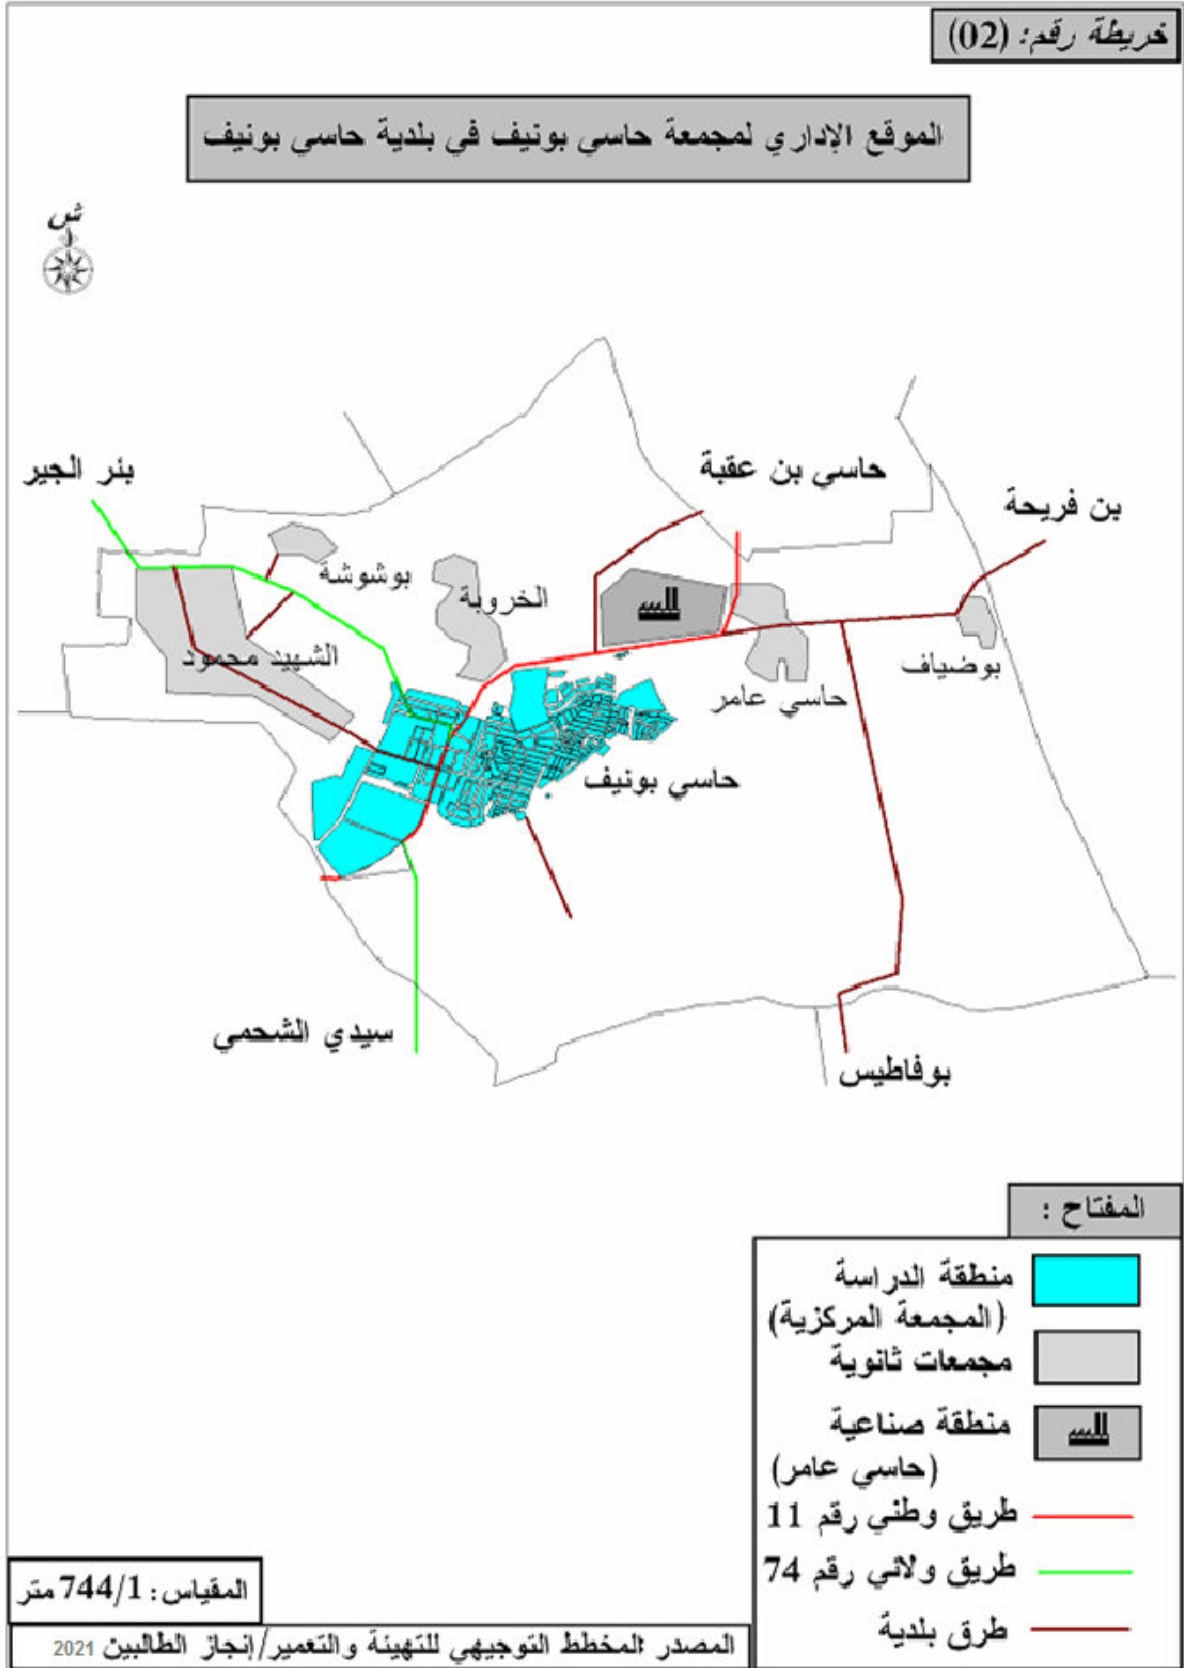 خريطة رقم: (02)
الموقع الإداري لمجمعة حاسي بونيف في بلدية حاسي بونيف
ش
حاسي بن عقبة
بئر الجير
بن فريحة
بوشوشة
الخروبة
الشهيد محمود
بوضياف
حاسي عامر
حاسي بونيف
سيدي الشحمي
بوفاطيس
المفتاح :
منطقة الدراسة
(المجمعة المركزية)
مجمعات ثانوية
منطقة صناعية
(حاسي عامر)
طريق وطني رقم 11
طريق ولائي رقم 74
طرق بلدية
المقياس: 744/1 متر
المصدر :المخطط التوجيهي للتهيئة والتعمير/إنجاز الطالبين 2021